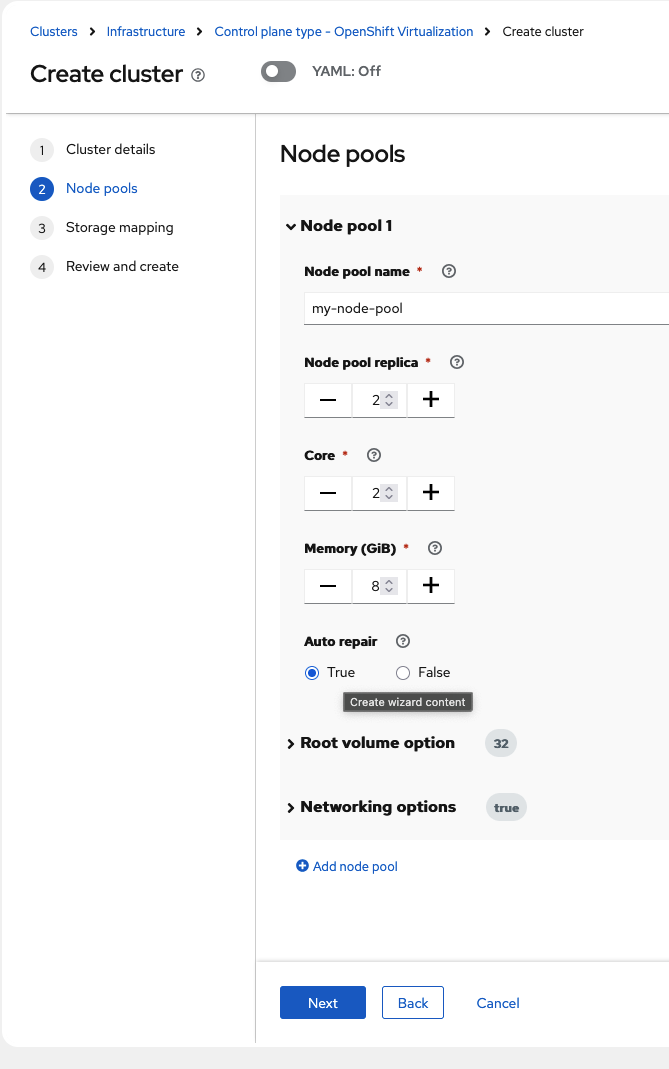 Clusters > Infrastructure > Control plane type - OpenShift Virtualization > Create cluster
Create cluster ? YAML: Off
1 Cluster details
2 Node pools
3 Storage mapping
4 Review and create
Node pools
Node pool 1
Node pool name * ?
my-node-pool
Node pool replica * ?
2
Core * ?
2
Memory (GiB) * ?
8
Auto repair ?
True False
Create wizard content
Root volume option 32
Networking options true
Add node pool
Next Back Cancel